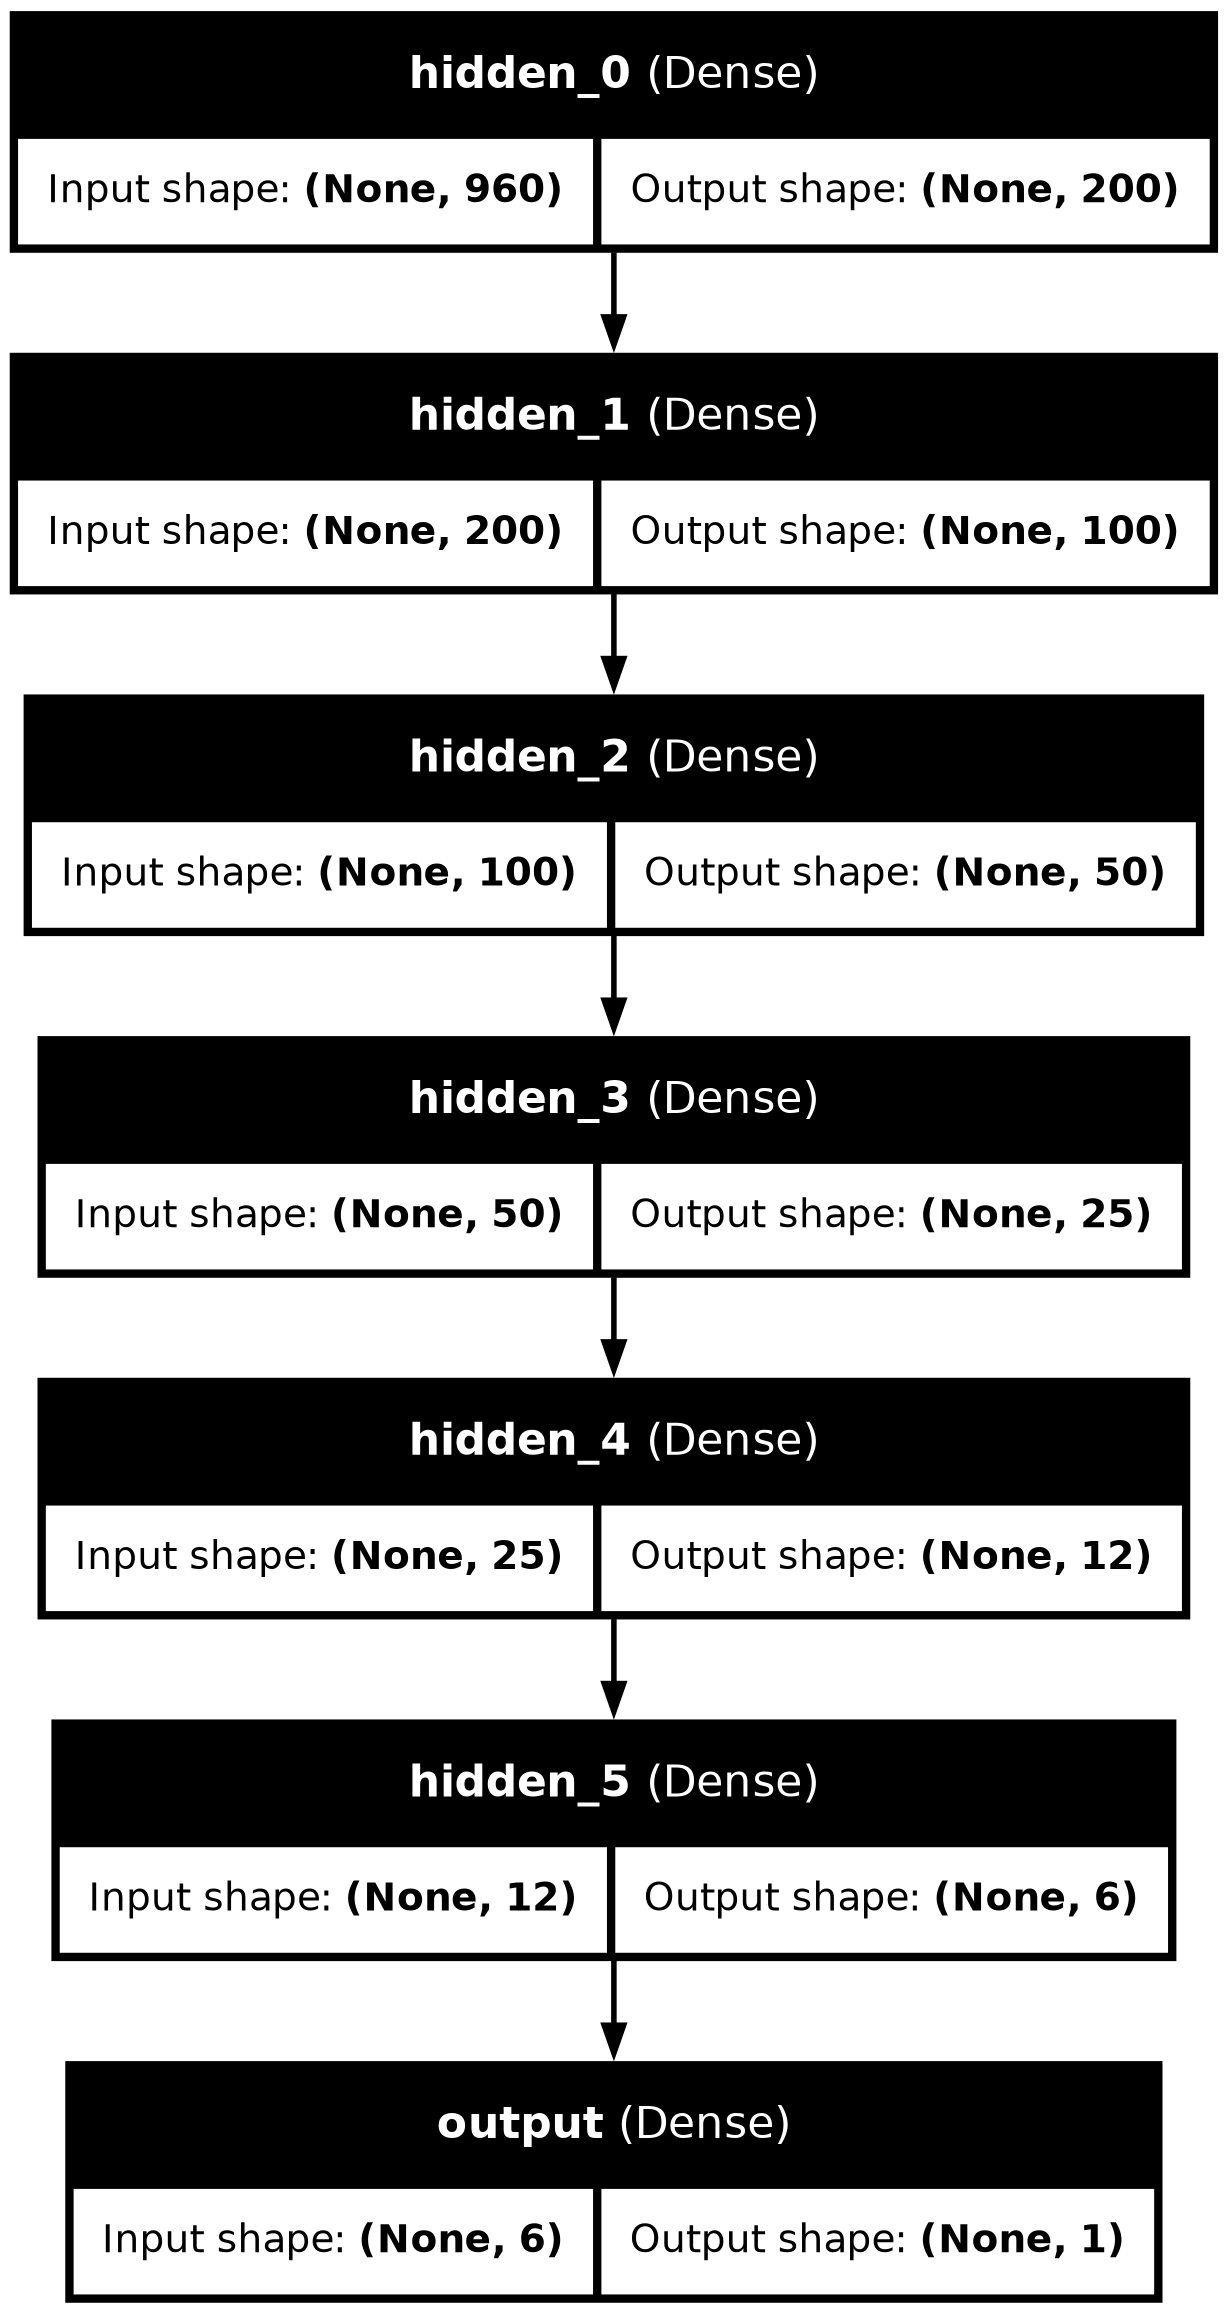 hidden_0 (Dense)
Input shape: (None, 960) Output shape: (None, 200)
hidden_1 (Dense)
Input shape: (None, 200) Output shape: (None, 100)
hidden_2 (Dense)
Input shape: (None, 100) Output shape: (None, 50)
hidden_3 (Dense)
Input shape: (None, 50) Output shape: (None, 25)
hidden_4 (Dense)
Input shape: (None, 25) Output shape: (None, 12)
hidden_5 (Dense)
Input shape: (None, 12) Output shape: (None, 6)
output (Dense)
Input shape: (None, 6) Output shape: (None, 1)